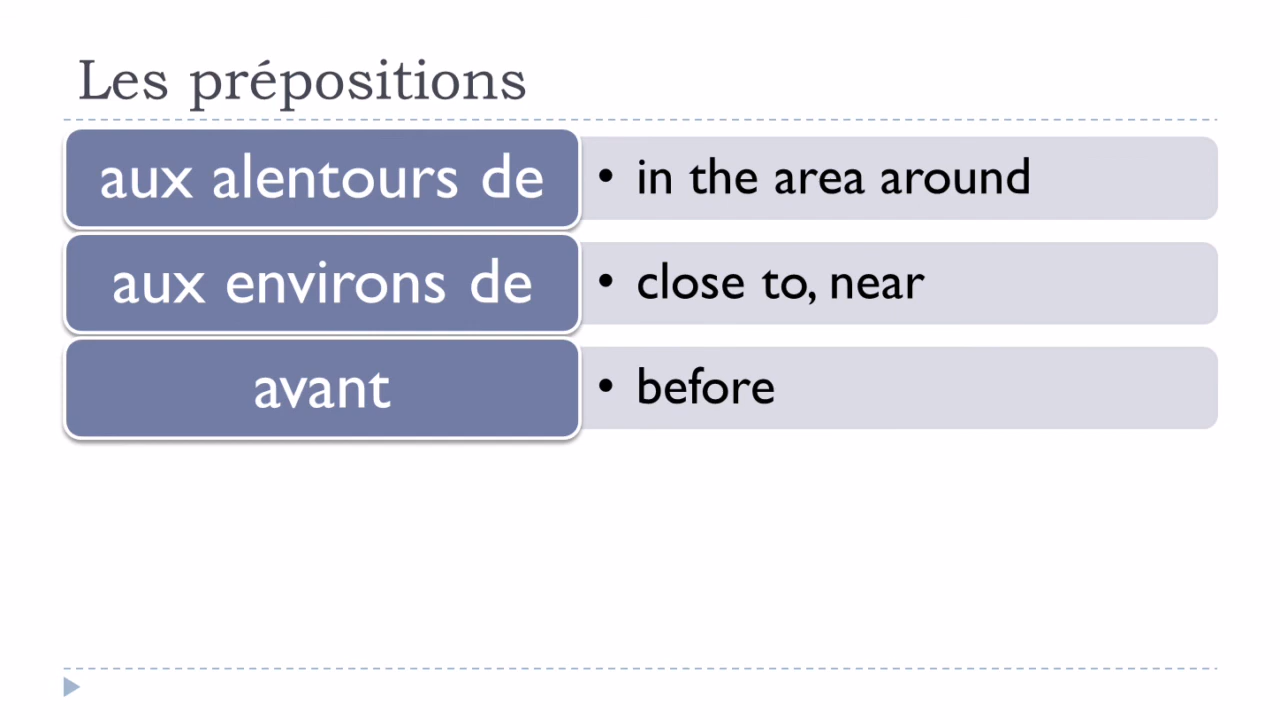 Les prépositions
aux alentours de
• in the area around
aux environs de
• close to, near
avant
• before